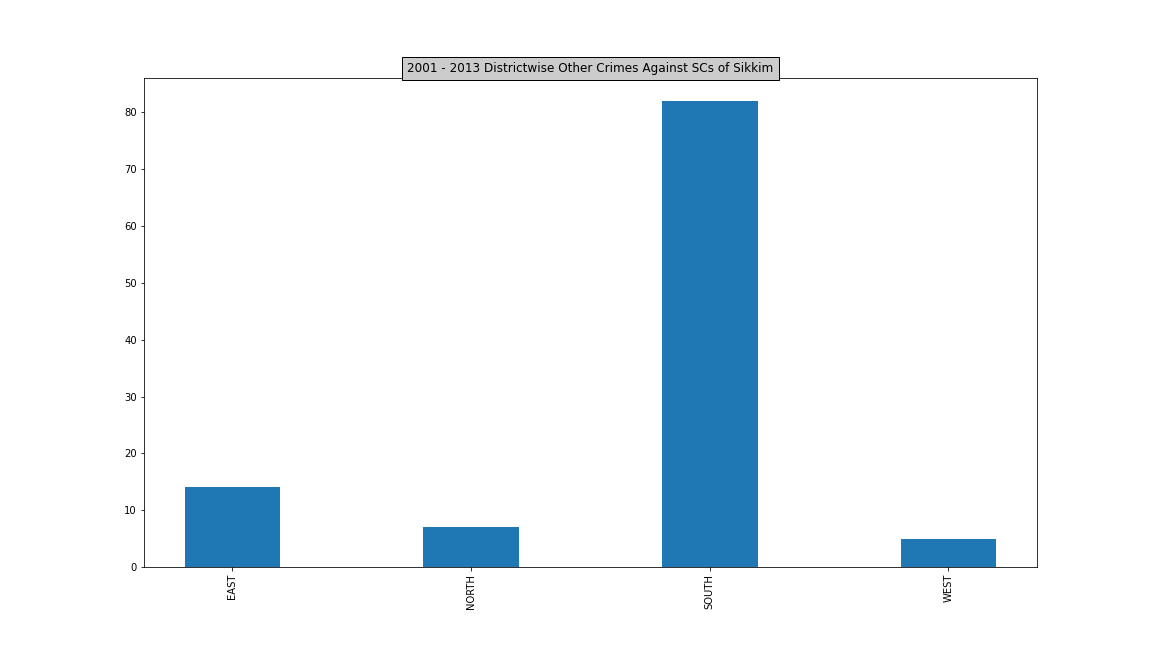 2001 - 2013 Districtwise Other Crimes Against SCs of Sikkim
80
70
60
50
40
30
20
10
0
EAST
NORTH
SOUTH
WEST